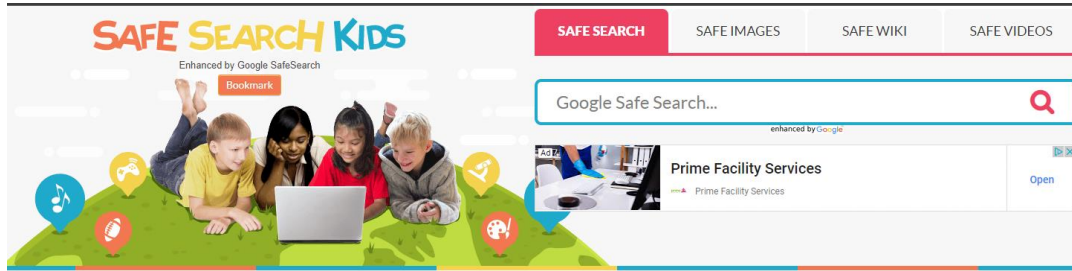 SAFE SEARCH KIDS
Enhanced by Google SafeSearch
Bookmark
SAFE SEARCH
SAFE IMAGES
SAFE WIKI
SAFE VIDEOS
Google Safe Search...
enhanced by Google
Ad
Prime Facility Services
Prime Facility Services
Open